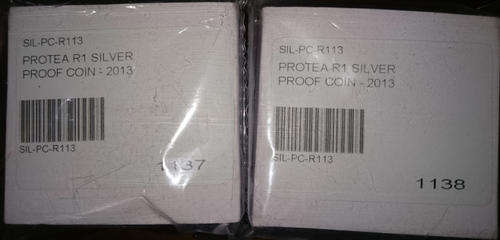 SIL-PC-R113
PROTEA R1 SILVER
PROOF COIN - 2013
SIL-PC-R113
1137
SIL-PC-R113
PROTEA R1 SILVER
PROOF COIN - 2013
SIL-PC-R113
1138